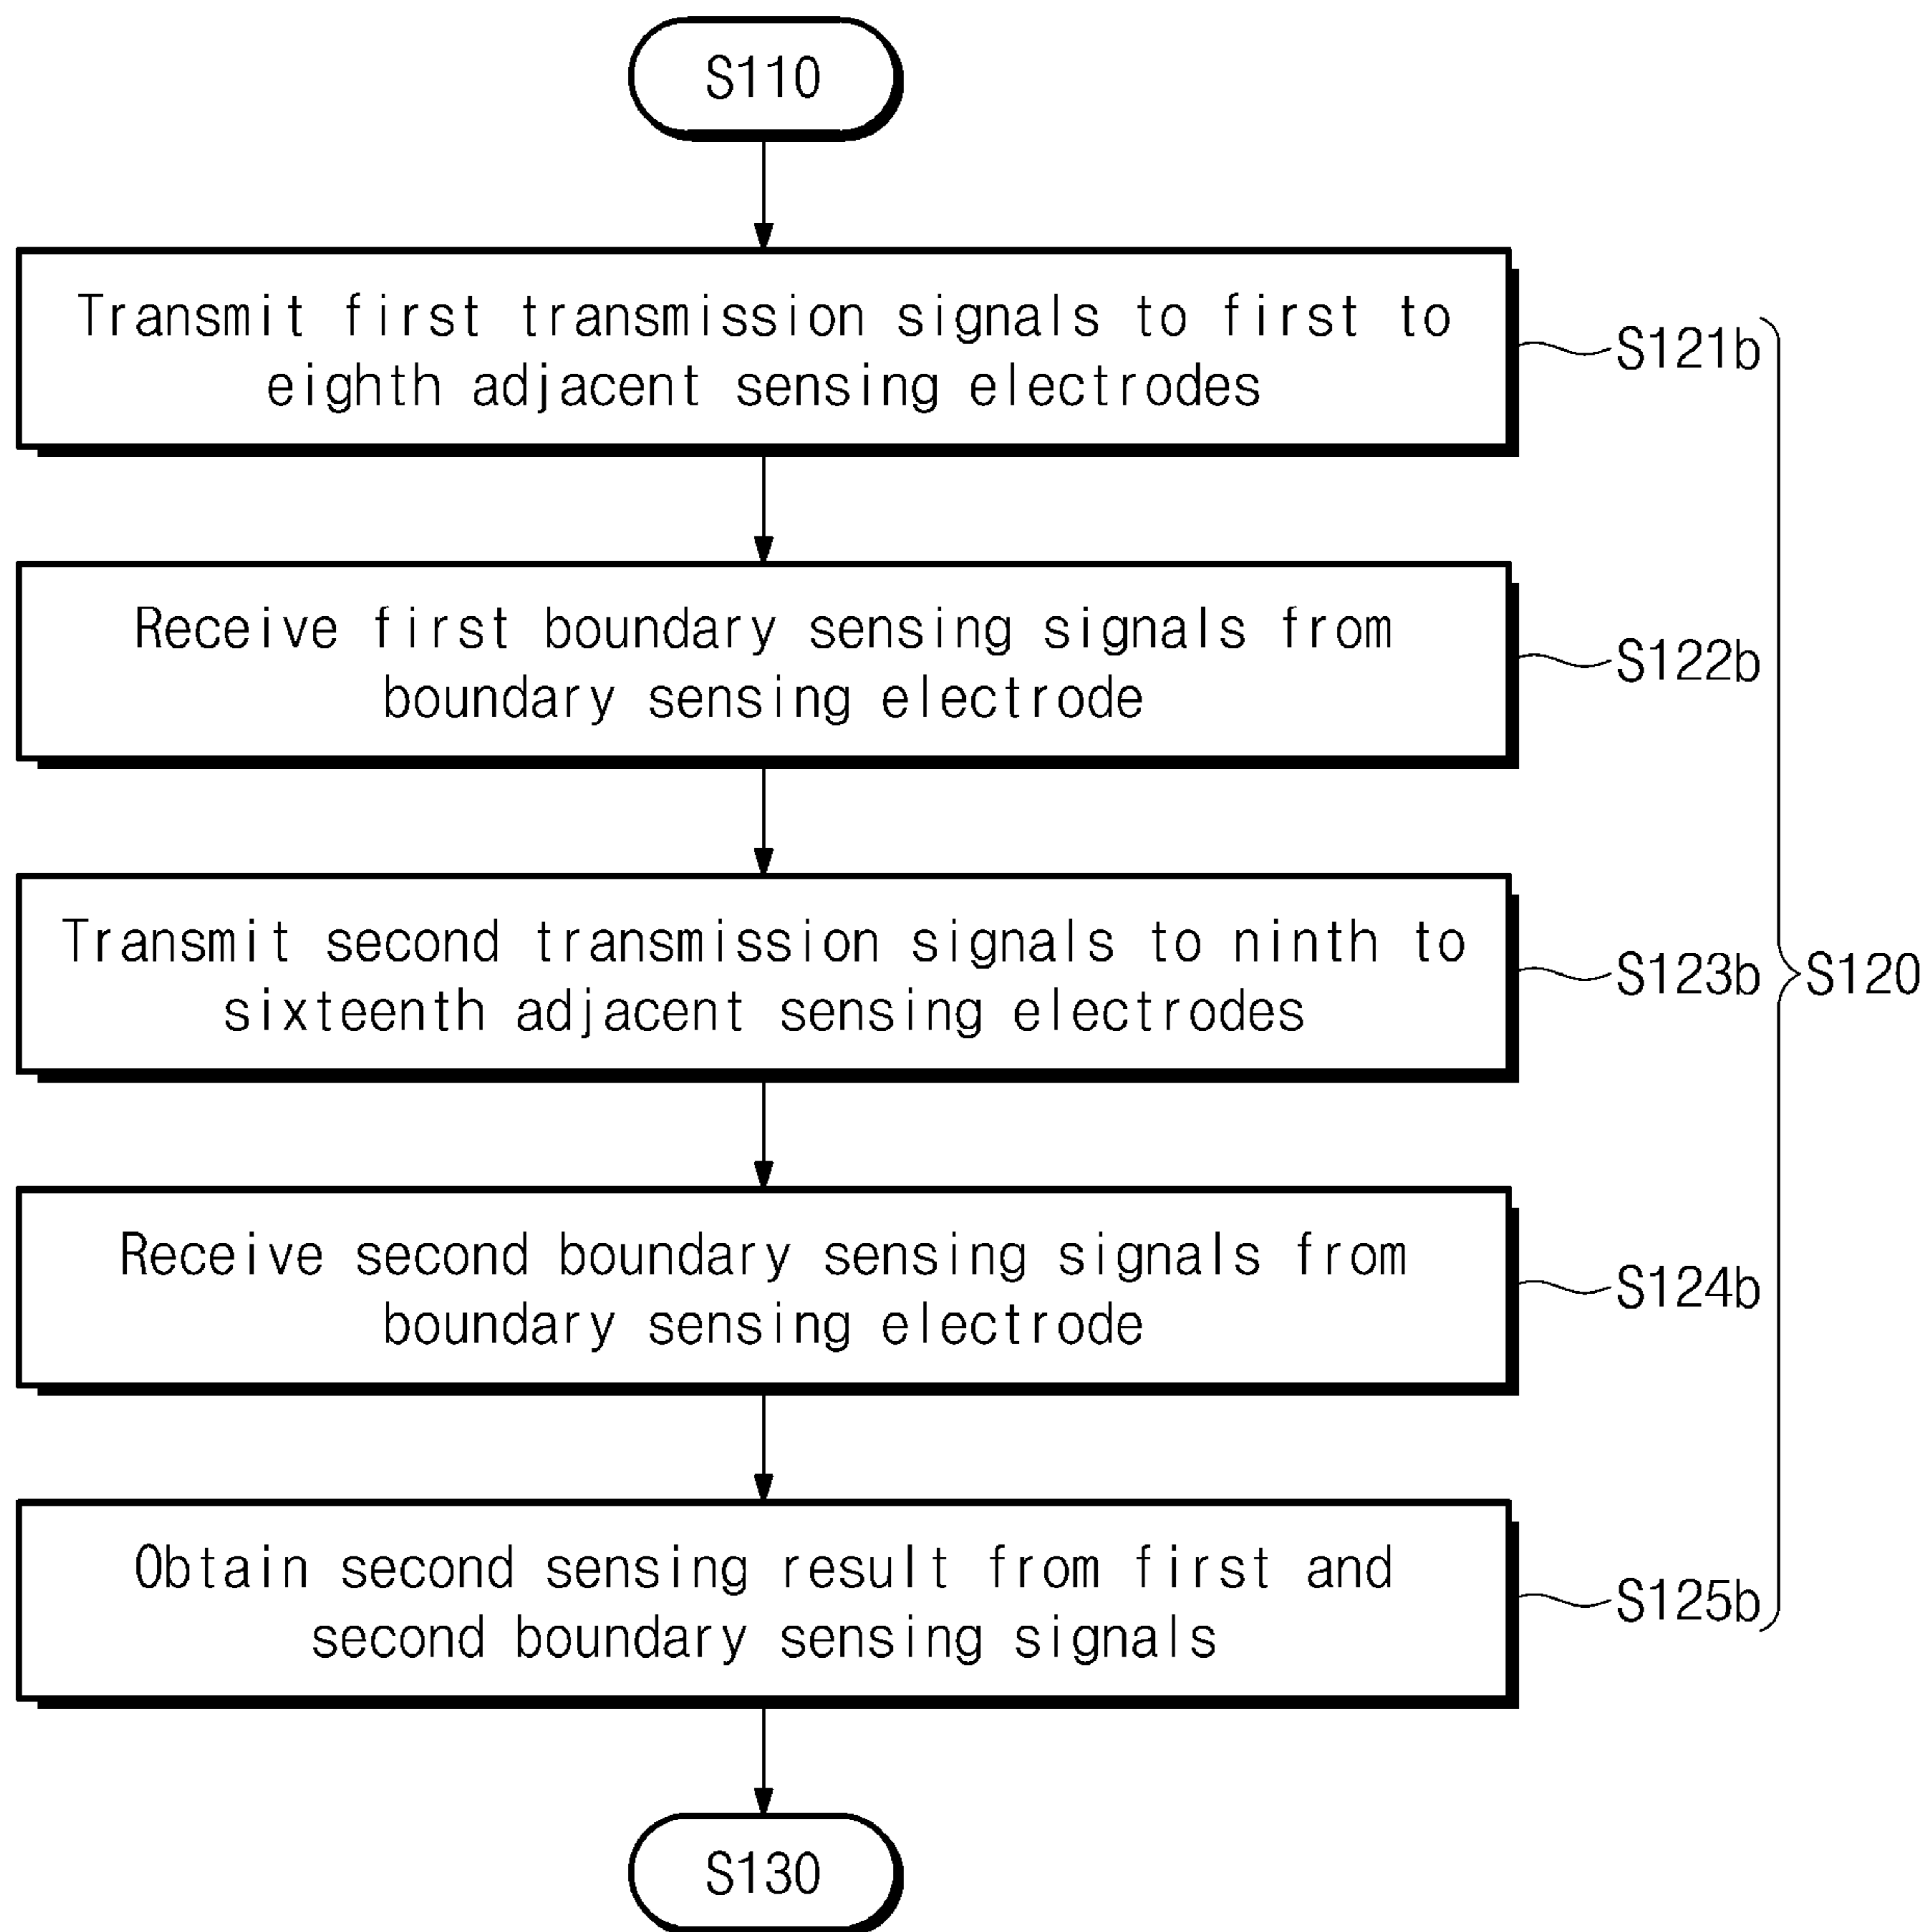 S110
Transmit first transmission signals to first to
eighth adjacent sensing electrodes
S121b
Receive first boundary sensing signals from
boundary sensing electrode
S122b
Transmit second transmission signals to ninth to
sixteenth adjacent sensing electrodes
S123b
S120
Receive second boundary sensing signals from
boundary sensing electrode
S124b
Obtain second sensing result from first and
second boundary sensing signals
S125b
S130